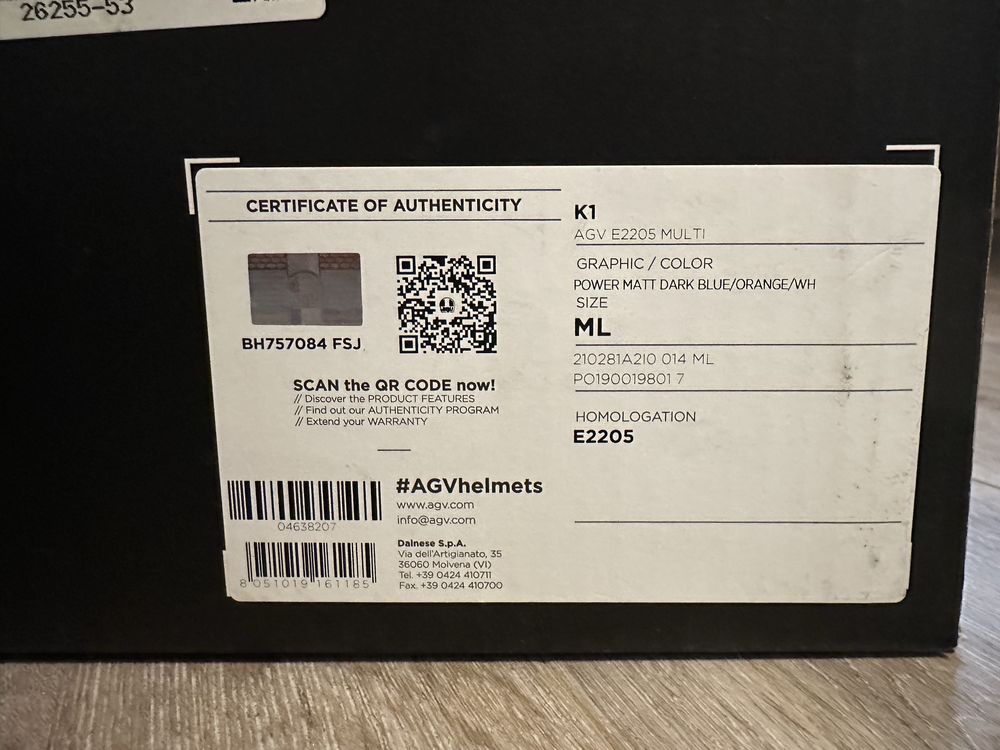 26255-53
CERTIFICATE OF AUTHENTICITY
BH757084 FSJ
SCAN the QR CODE now!
// Discover the PRODUCT FEATURES
// Find out our AUTHENTICITY PROGRAM
// Extend your WARRANTY
#AGVhelmets
www.agv.com
info@agv.com
04638207
8 051019 161185
Dainese S.p.A.
Via dell'Artigianato, 35
36060 Molvena (VI)
Tel. +39 0424 410711
Fax. +39 0424 410700
K1
AGV E2205 MULTI
GRAPHIC / COLOR
POWER MATT DARK BLUE/ORANGE/WH
SIZE
ML
210281A2I0 014 ML
PO190019801 7
HOMOLOGATION
E2205